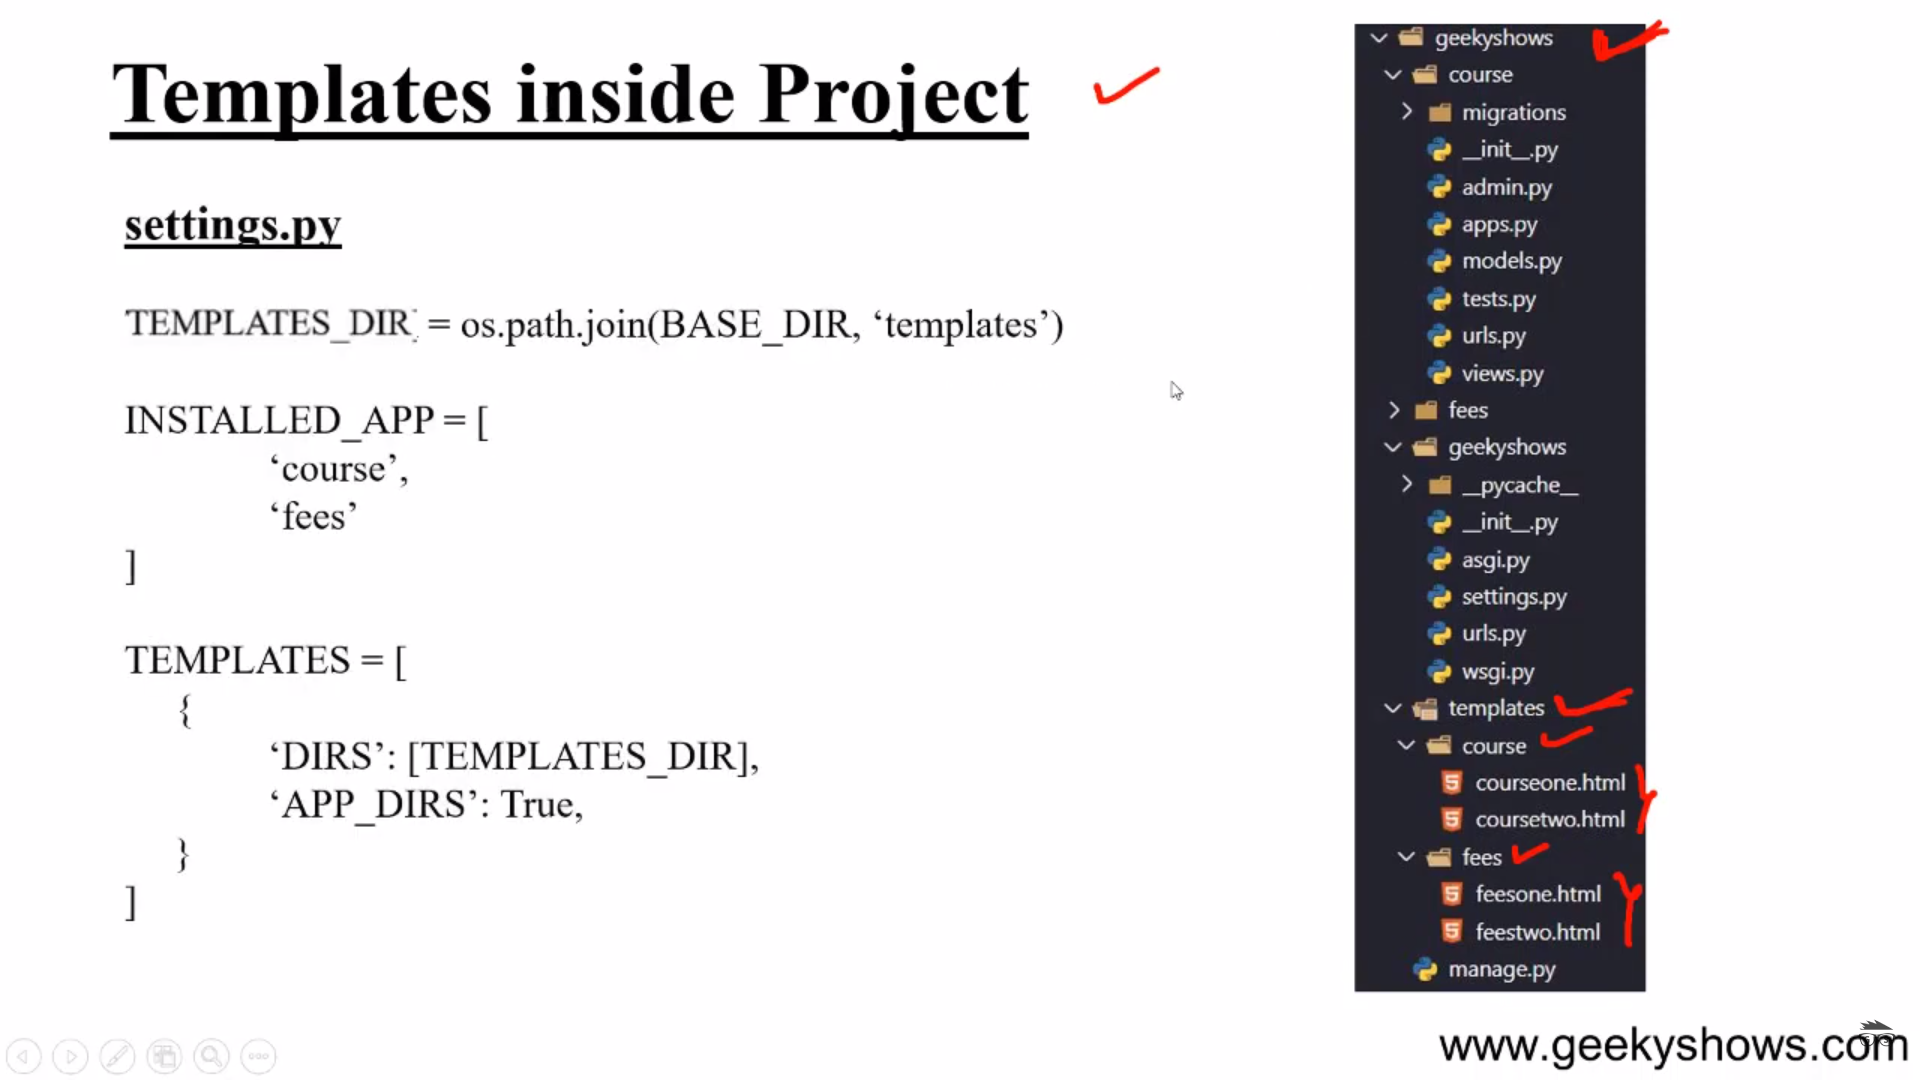 Templates inside Project
settings.py
TEMPLATES_DIR = os.path.join(BASE_DIR, ‘templates’)
INSTALLED_APP = [
‘course’,
‘fees’
]
TEMPLATES = [
{
‘DIRS’: [TEMPLATES_DIR],
‘APP_DIRS’: True,
}
]
geekyshows
course
migrations
__init__.py
admin.py
apps.py
models.py
tests.py
urls.py
views.py
fees
geekyshows
__pycache__
__init__.py
asgi.py
settings.py
urls.py
wsgi.py
templates
course
courseone.html
coursetwo.html
fees
feesone.html
feestwo.html
manage.py
www.geekyshows.com